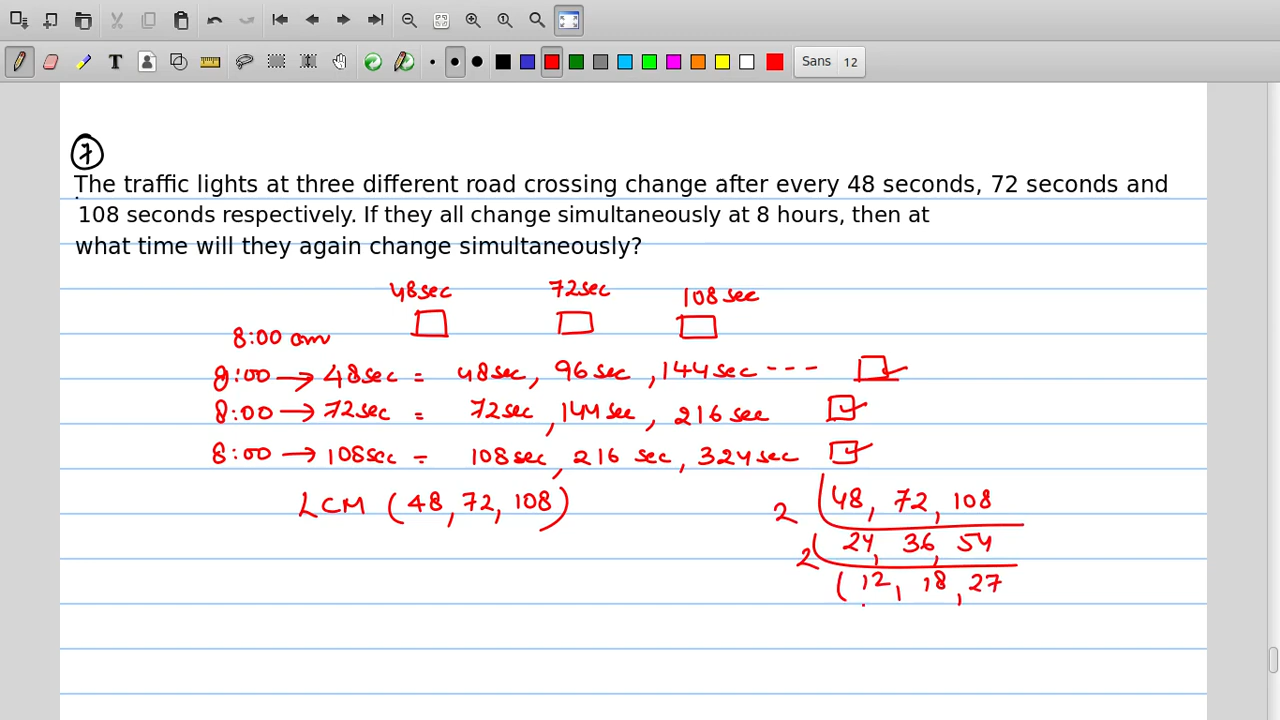 Sans 12
7
The traffic lights at three different road crossing change after every 48 seconds, 72 seconds and
108 seconds respectively. If they all change simultaneously at 8 hours, then at
what time will they again change simultaneously?
48sec 72sec 108 sec
8:00 am
8:00 → 48sec = 48sec, 96 sec, 144 sec ---
8:00 → 72sec = 72sec, 144 sec, 216 sec
8:00 → 108sec = 108 sec, 216 sec, 324 sec
LCM (48, 72, 108)
2 48, 72, 108
2 24, 36, 54
12, 18, 27